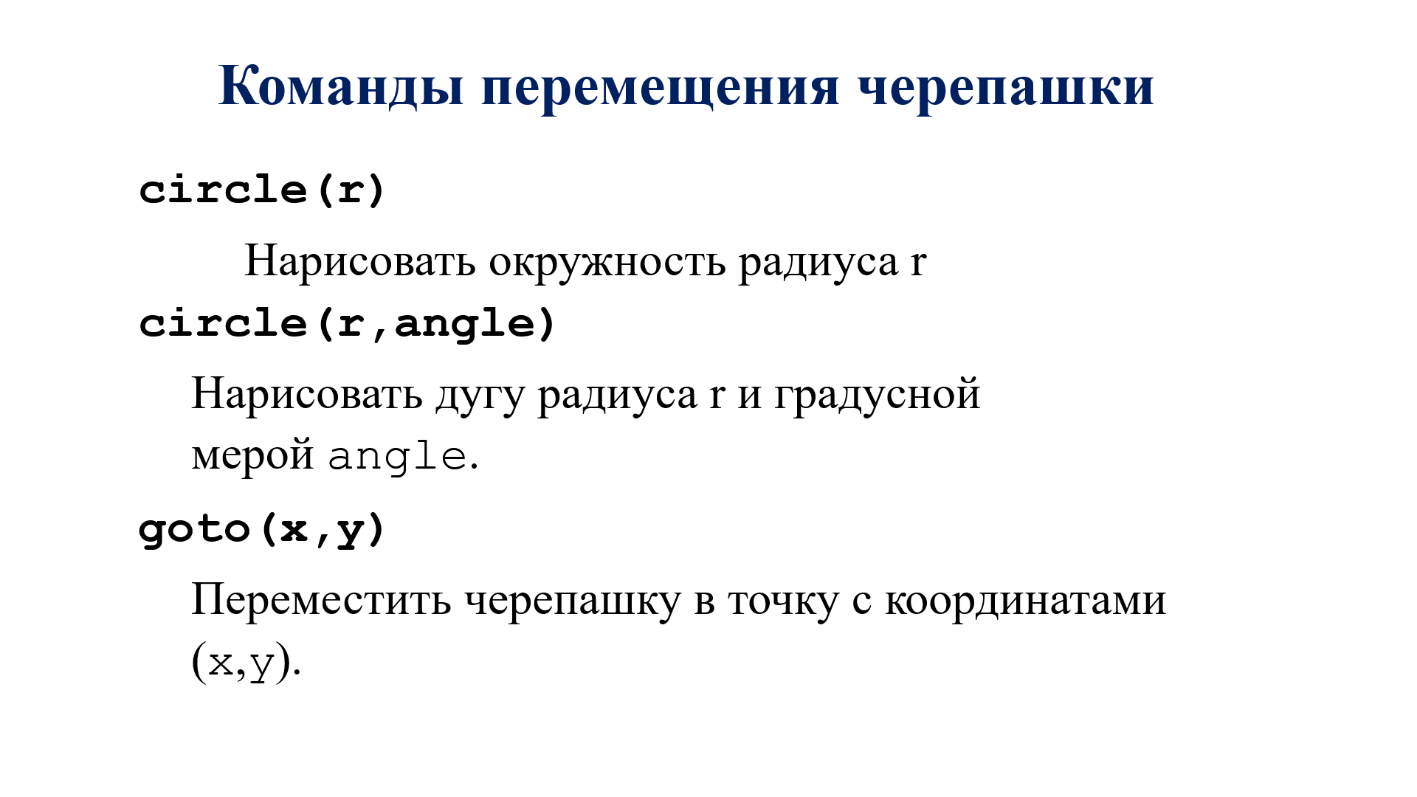 Команды перемещения черепашки
circle(r)
Нарисовать окружность радиуса r
circle(r,angle)
Нарисовать дугу радиуса r и градусной
мерой angle.
goto(x,y)
Переместить черепашку в точку с координатами
(x,y).